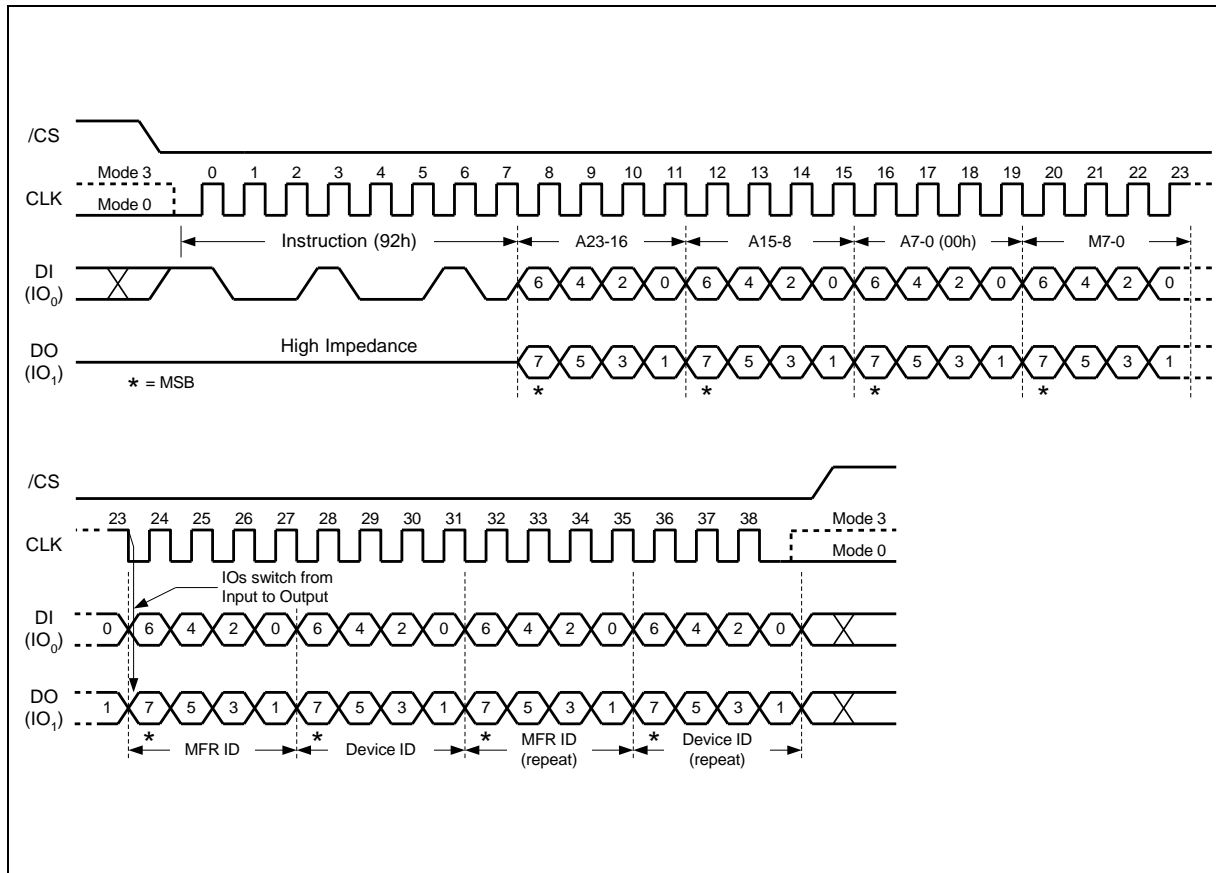 /CS
Mode 3 0 1 2 3 4 5 6 7 8 9 10 11 12 13 14 15 16 17 18 19 20 21 22 23
CLK Mode 0
Instruction (92h) A23-16 A15-8 A7-0 (00h) M7-0
DI
(IO0) 6 4 2 0 6 4 2 0 6 4 2 0 6 4 2 0
High Impedance
DO
(IO1) 7 5 3 1 7 5 3 1 7 5 3 1 7 5 3 1
* = MSB * * * *
/CS
23 24 25 26 27 28 29 30 31 32 33 34 35 36 37 38 Mode 3
CLK Mode 0
IOs switch from
Input to Output
DI
(IO0) 0 6 4 2 0 6 4 2 0 6 4 2 0 6 4 2 0
DO
(IO1) 1 7 5 3 1 7 5 3 1 7 5 3 1 7 5 3 1
* * * *
MFR ID Device ID MFR ID
(repeat) Device ID
(repeat)